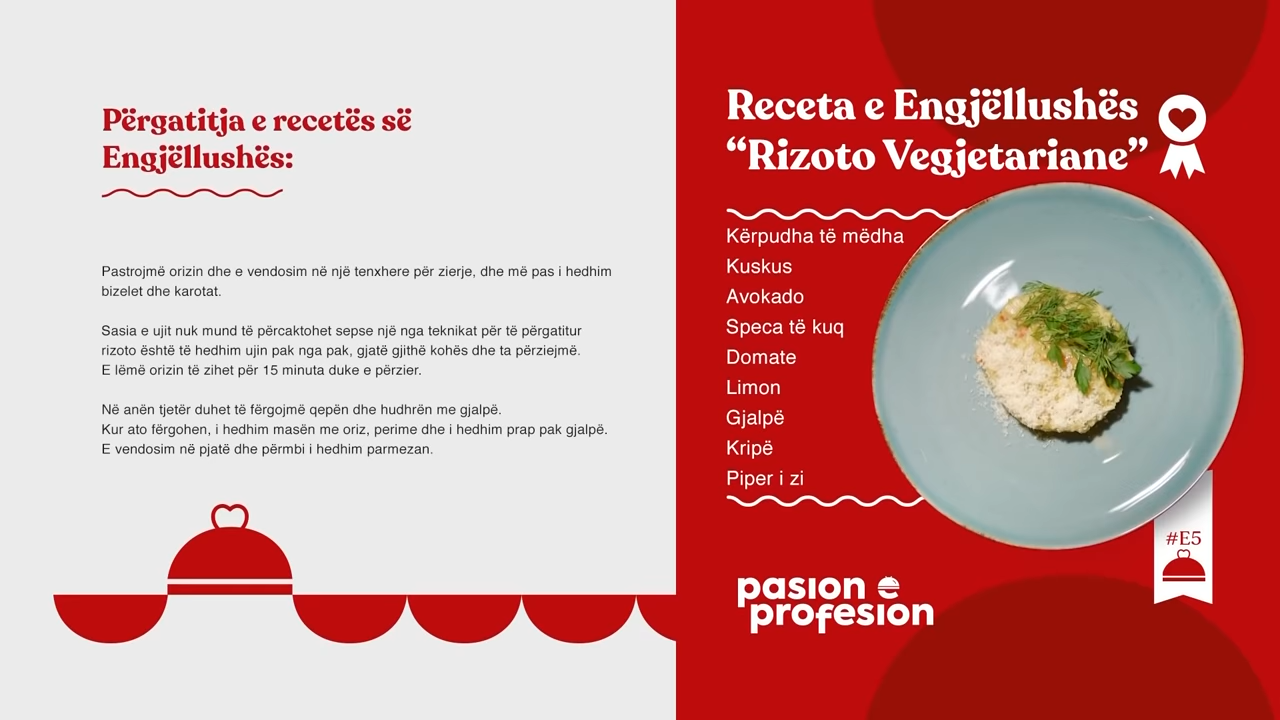 Përgatitja e recetës së
Engjëllushës:
Pastrojmë orizin dhe e vendosim në një tenxhere për zierje, dhe më pas i hedhim
bizelet dhe karotat.
Sasia e ujit nuk mund të përcaktohet sepse një nga teknikat për të përgatitur
rizoto është të hedhim ujin pak nga pak, gjatë gjithë kohës dhe ta përziejmë.
E lëmë orizin të zihet për 15 minuta duke e përzier.
Në anën tjetër duhet të fërgojmë qepën dhe hudhrën me gjalpë.
Kur ato fërgohen, i hedhim masën me oriz, perime dhe i hedhim prap pak gjalpë.
E vendosim në pjatë dhe përmbi i hedhim parmezan.
Receta e Engjëllushës
“Rizoto Vegjetariane”
Kërpudha të mëdha
Kuskus
Avokado
Speca të kuq
Domate
Limon
Gjalpë
Kripë
Piper i zi
#E5
pasion e
profesion